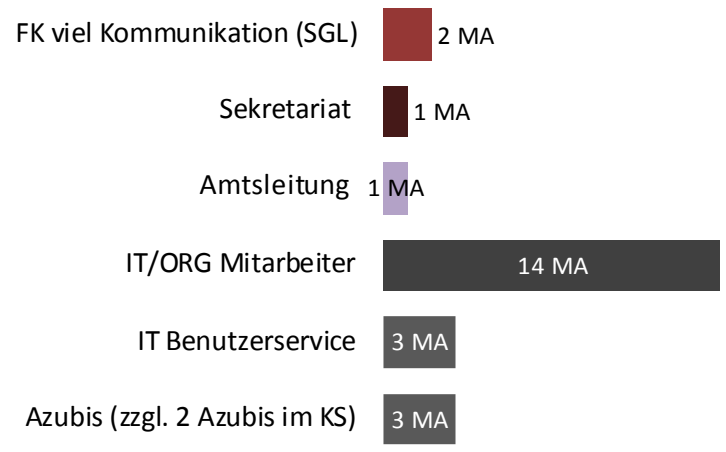 FK viel Kommunikation (SGL) 2 MA
Sekretariat 1 MA
Amtsleitung 1 MA
IT/ORG Mitarbeiter 14 MA
IT Benutzerservice 3 MA
Azubis (zzgl. 2 Azubis im KS) 3 MA